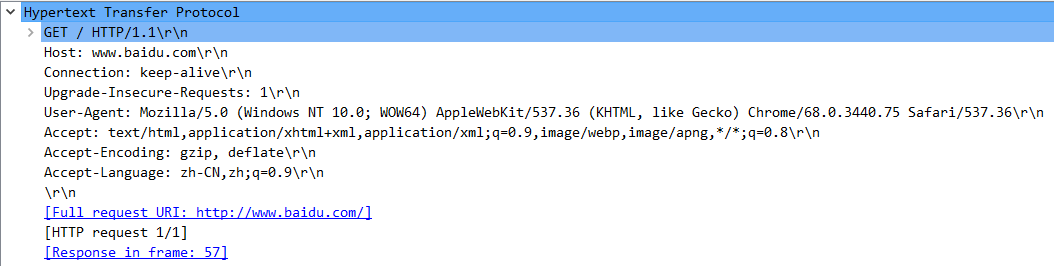 Hypertext Transfer Protocol
GET / HTTP/1.1\r\n
Host: www.baidu.com\r\n
Connection: keep-alive\r\n
Upgrade-Insecure-Requests: 1\r\n
User-Agent: Mozilla/5.0 (Windows NT 10.0; WOW64) AppleWebKit/537.36 (KHTML, like Gecko) Chrome/68.0.3440.75 Safari/537.36\r\n
Accept: text/html,application/xhtml+xml,application/xml;q=0.9,image/webp,image/apng,*/*;q=0.8\r\n
Accept-Encoding: gzip, deflate\r\n
Accept-Language: zh-CN,zh;q=0.9\r\n
\r\n
[Full request URI: http://www.baidu.com/]
[HTTP request 1/1]
[Response in frame: 57]